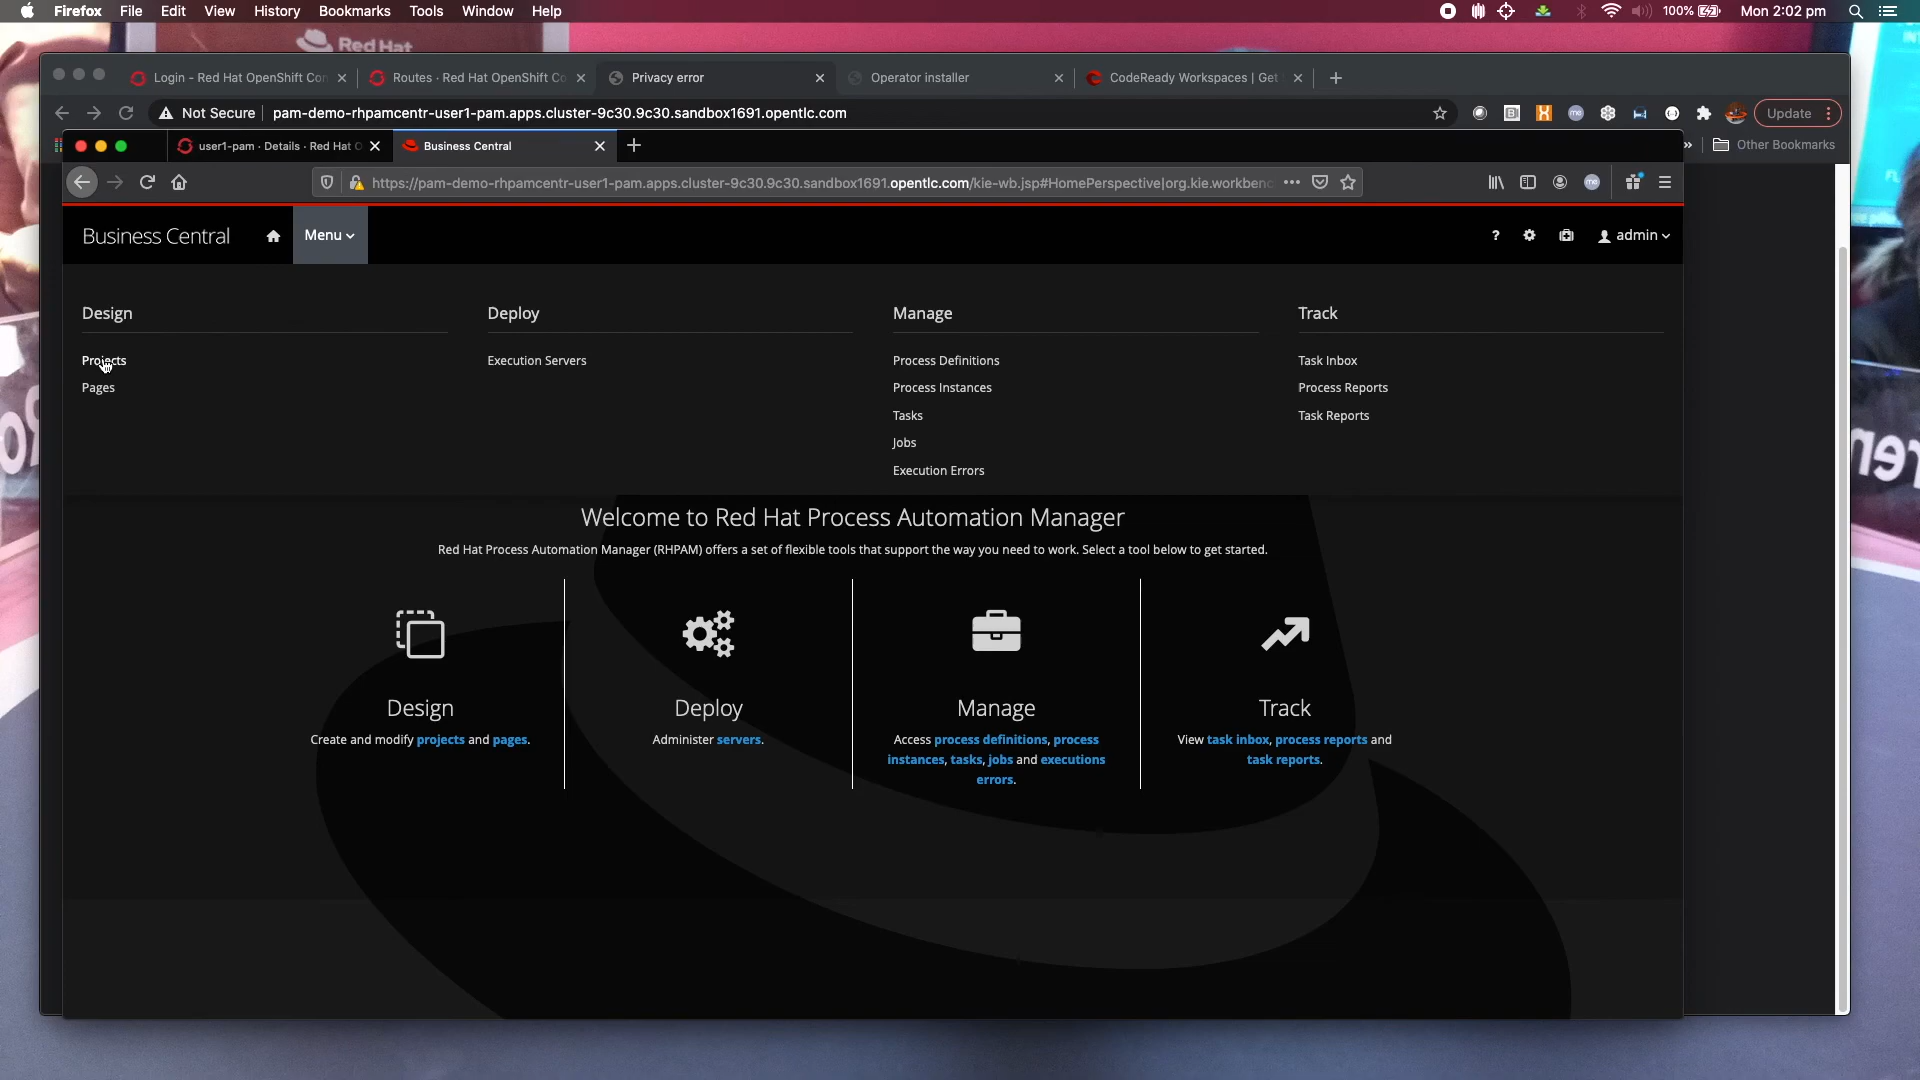 Firefox File Edit View History Bookmarks Tools Window Help
100% Mon 2:02 pm
Red Hat
Login - Red Hat OpenShift Con
Routes · Red Hat OpenShift Co
Privacy error
Operator installer
CodeReady Workspaces | Get
Not Secure pam-demo-rhpamcentr-user1-pam.apps.cluster-9c30.9c30.sandbox1691.opentlc.com
Update
Other Bookmarks
user1-pam · Details · Red Hat O
Business Central
https://pam-demo-rhpamcentr-user1-pam.apps.cluster-9c30.9c30.sandbox1691.opentlc.com/kie-wb.jsp#HomePerspective|org.kie.workbenc
Business Central Menu
? admin
Design Deploy Manage Track
Projects Execution Servers Process Definitions Task Inbox
Pages Process Instances Process Reports
Tasks Task Reports
Jobs
Execution Errors
Welcome to Red Hat Process Automation Manager
Red Hat Process Automation Manager (RHPAM) offers a set of flexible tools that support the way you need to work. Select a tool below to get started.
Design
Create and modify projects and pages.
Deploy
Administer servers.
Manage
Access process definitions, process
instances, tasks, jobs and executions
errors.
Track
View task inbox, process reports and
task reports.